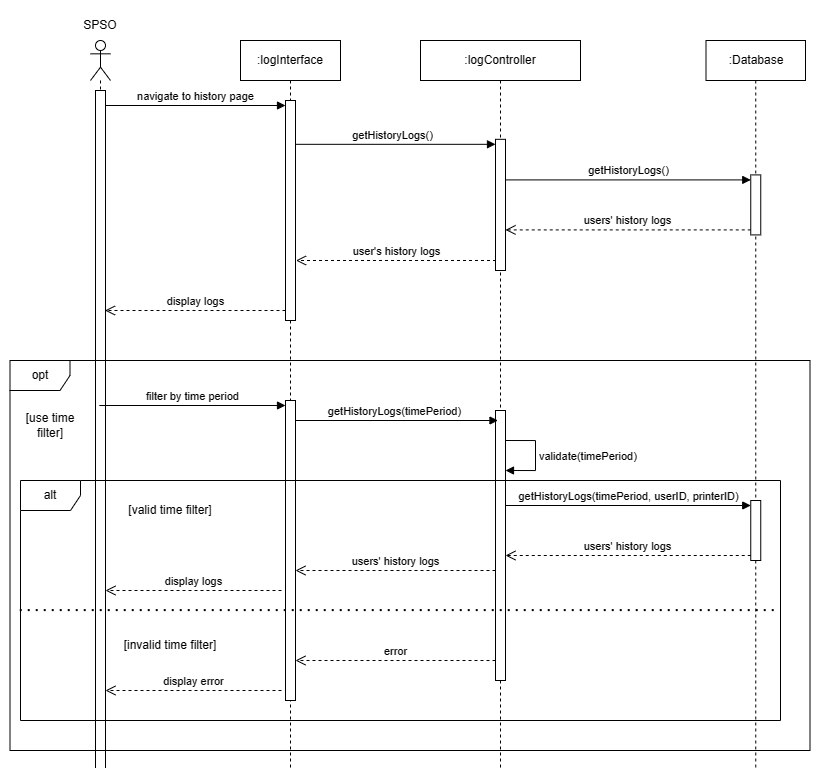 SPSO
:logInterface
:logController
:Database
navigate to history page
getHistoryLogs()
getHistoryLogs()
users' history logs
user's history logs
display logs
opt
[use time
filter]
filter by time period
getHistoryLogs(timePeriod)
validate(timePeriod)
alt
[valid time filter]
getHistoryLogs(timePeriod, userID, printerID)
users' history logs
users' history logs
display logs
[invalid time filter]
error
display error